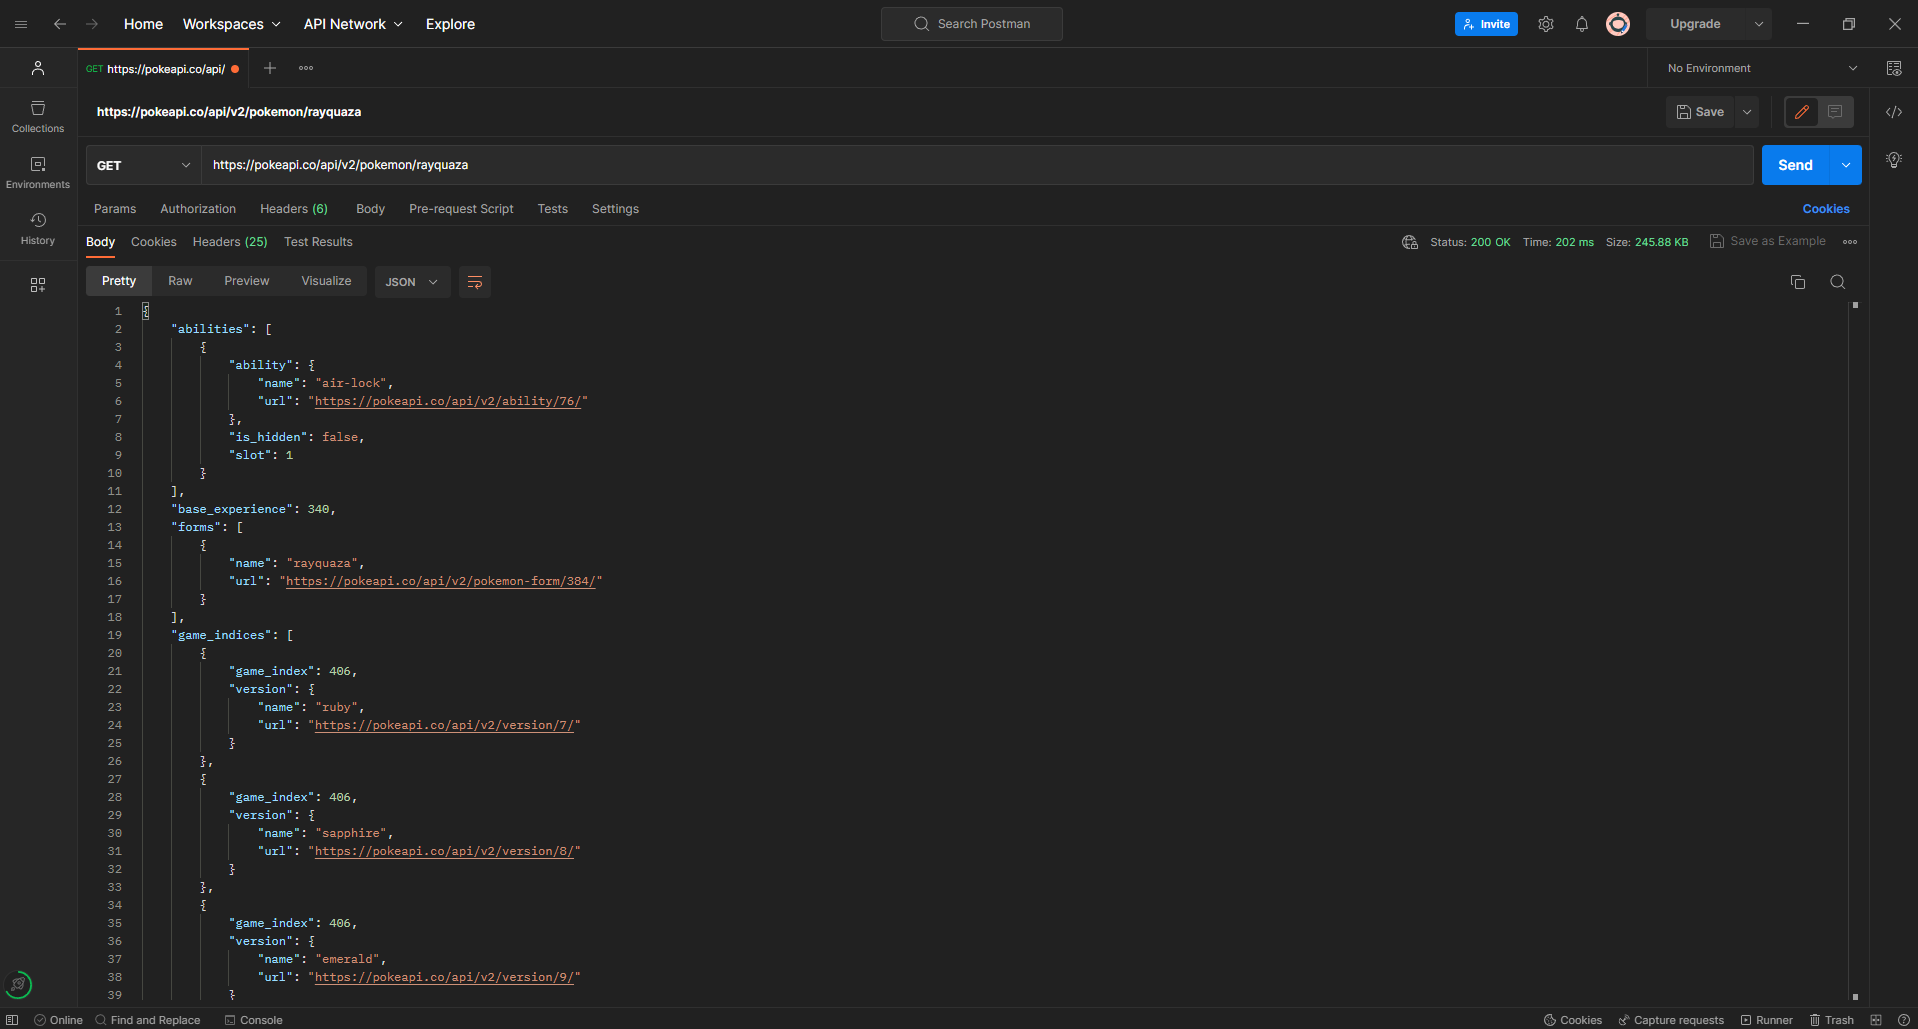 Home Workspaces API Network Explore Search Postman Invite Upgrade
GET https://pokeapi.co/api/ No Environment
https://pokeapi.co/api/v2/pokemon/rayquaza Save
Collections
Environments
History
GET https://pokeapi.co/api/v2/pokemon/rayquaza Send
Params Authorization Headers (6) Body Pre-request Script Tests Settings Cookies
Body Cookies Headers (25) Test Results Status: 200 OK Time: 202 ms Size: 245.88 KB Save as Example
Pretty Raw Preview Visualize JSON
1 {
2 "abilities": [
3 {
4 "ability": {
5 "name": "air-lock",
6 "url": "https://pokeapi.co/api/v2/ability/76/"
7 },
8 "is_hidden": false,
9 "slot": 1
10 }
11 ],
12 "base_experience": 340,
13 "forms": [
14 {
15 "name": "rayquaza",
16 "url": "https://pokeapi.co/api/v2/pokemon-form/384/"
17 }
18 ],
19 "game_indices": [
20 {
21 "game_index": 406,
22 "version": {
23 "name": "ruby",
24 "url": "https://pokeapi.co/api/v2/version/7/"
25 }
26 },
27 {
28 "game_index": 406,
29 "version": {
30 "name": "sapphire",
31 "url": "https://pokeapi.co/api/v2/version/8/"
32 }
33 },
34 {
35 "game_index": 406,
36 "version": {
37 "name": "emerald",
38 "url": "https://pokeapi.co/api/v2/version/9/"
39 }
Online Find and Replace Console Cookies Capture requests Runner Trash